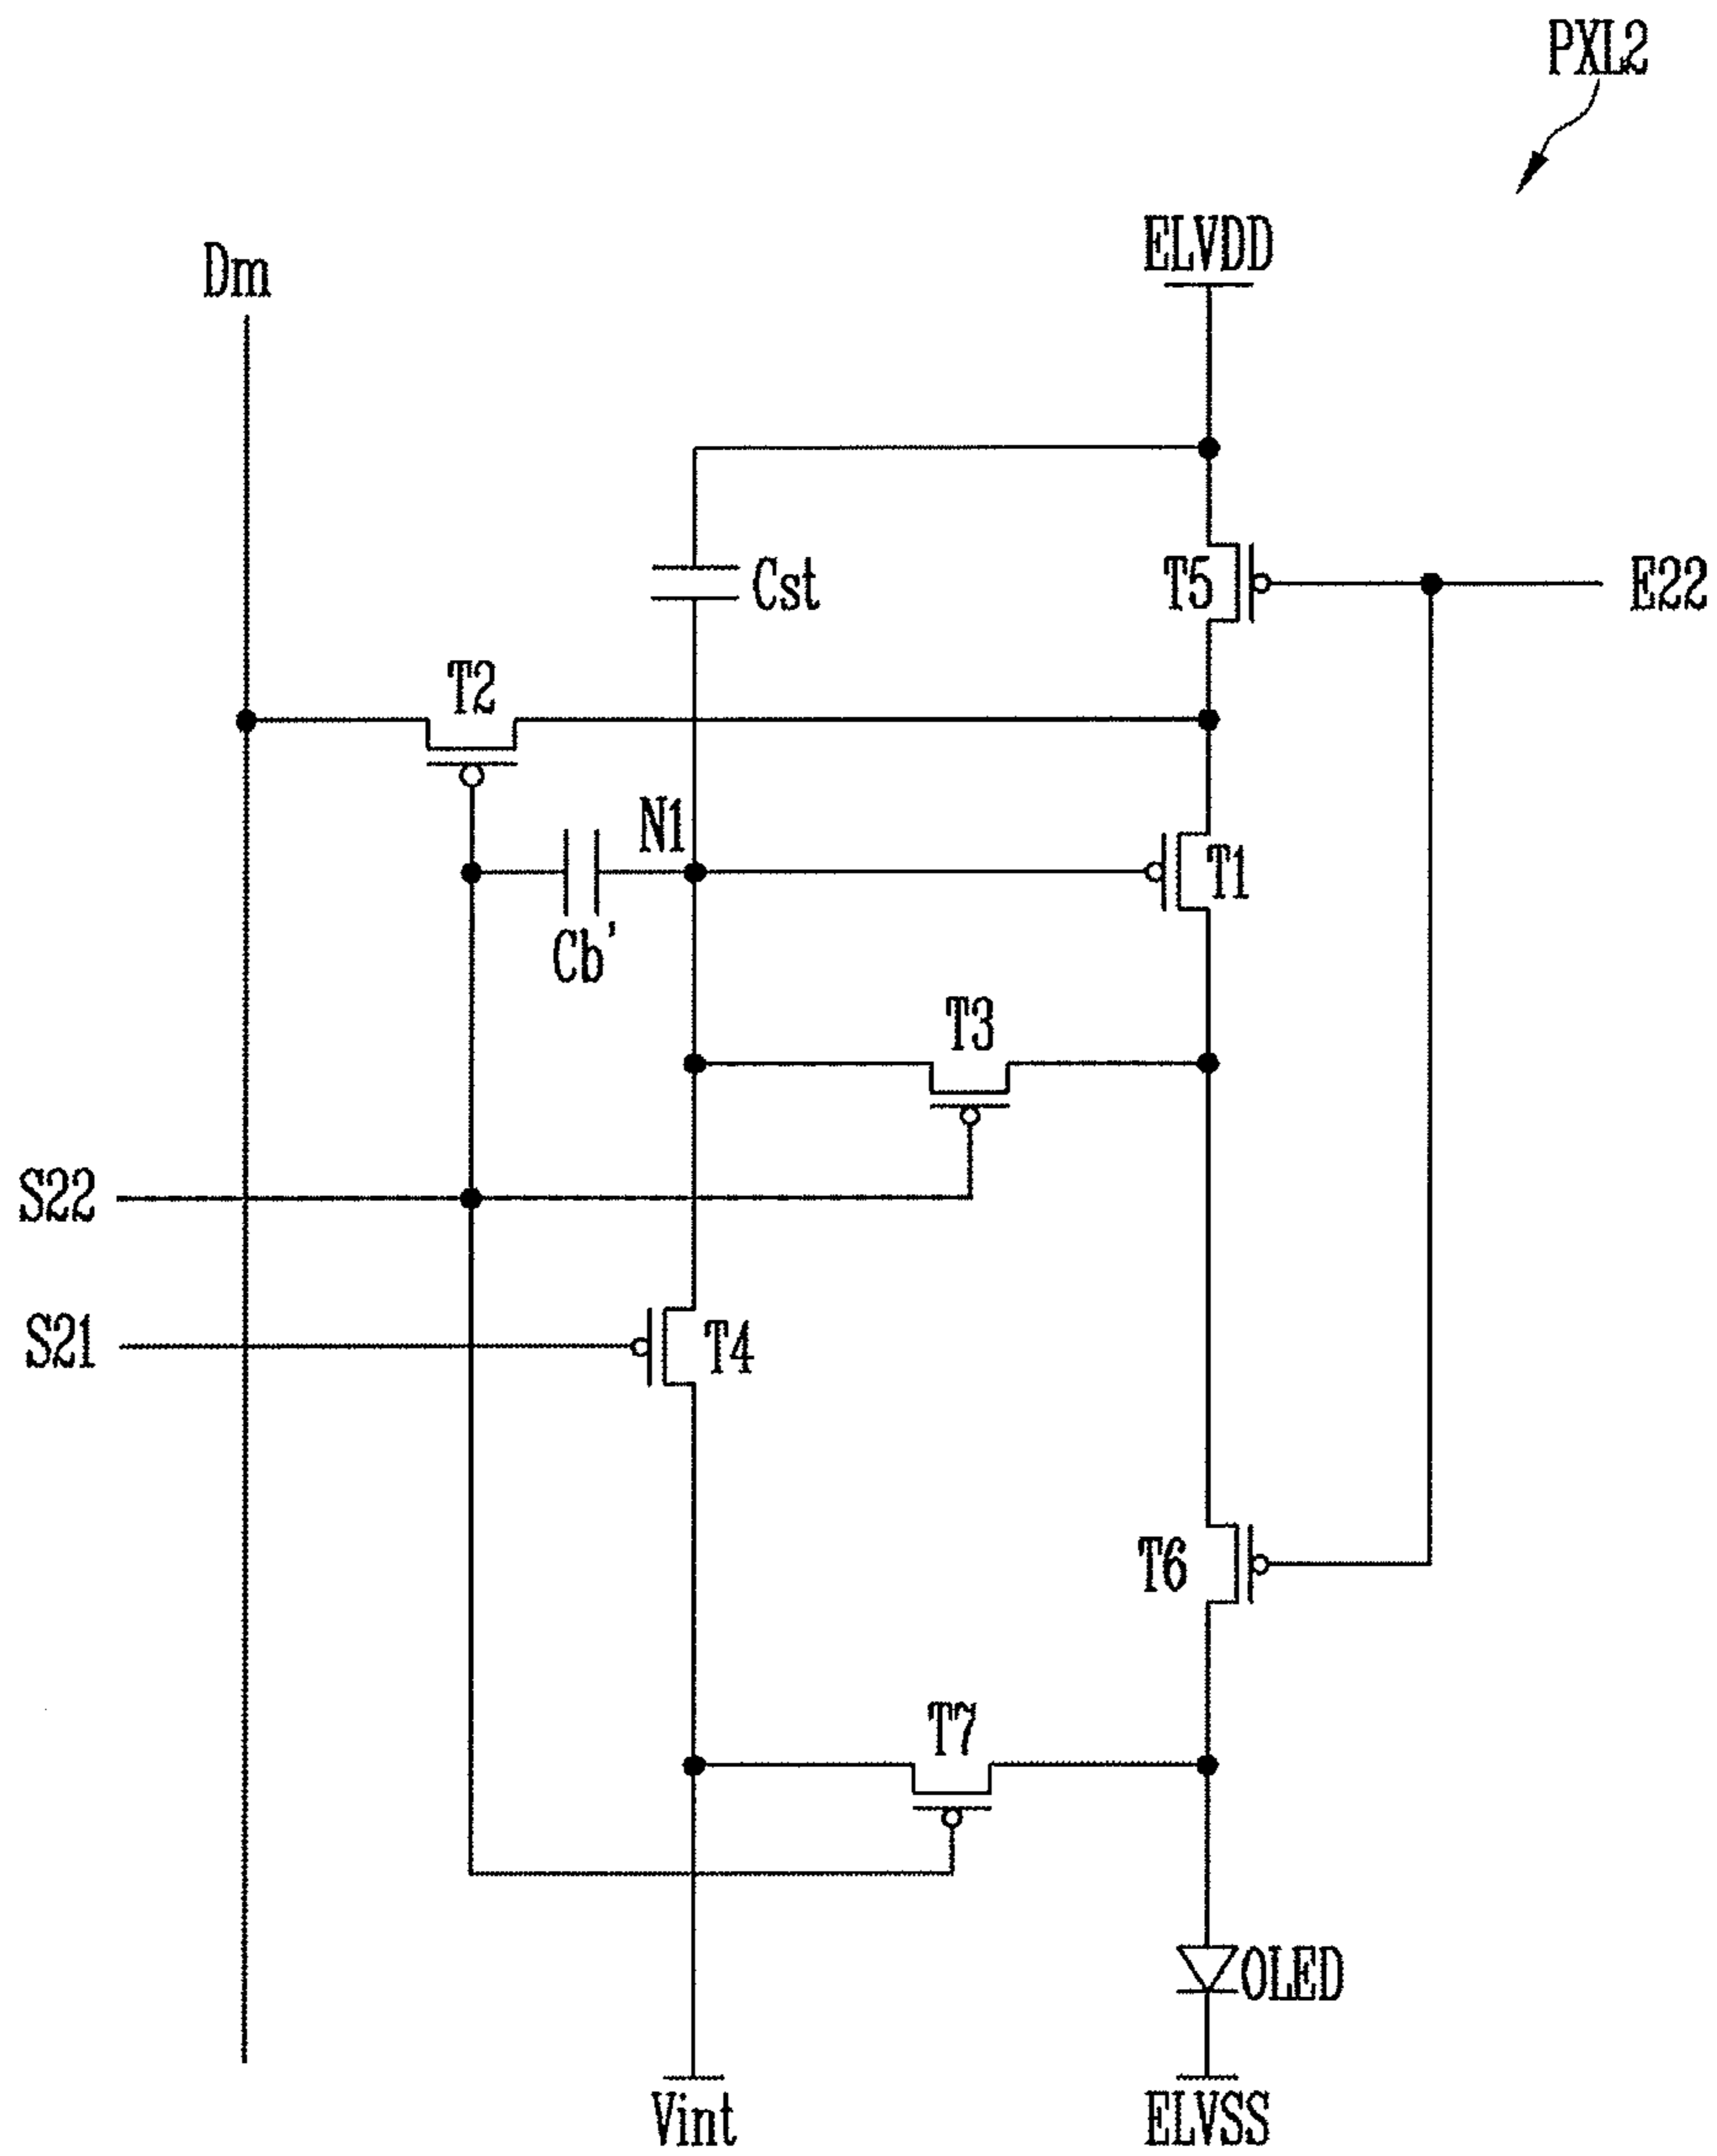 PXL2
ELVDD
Dm
Cst
T5
E22
T2
N1
T1
Cb'
T3
S22
S21
T4
T6
T7
OLED
Vint
ELVSS